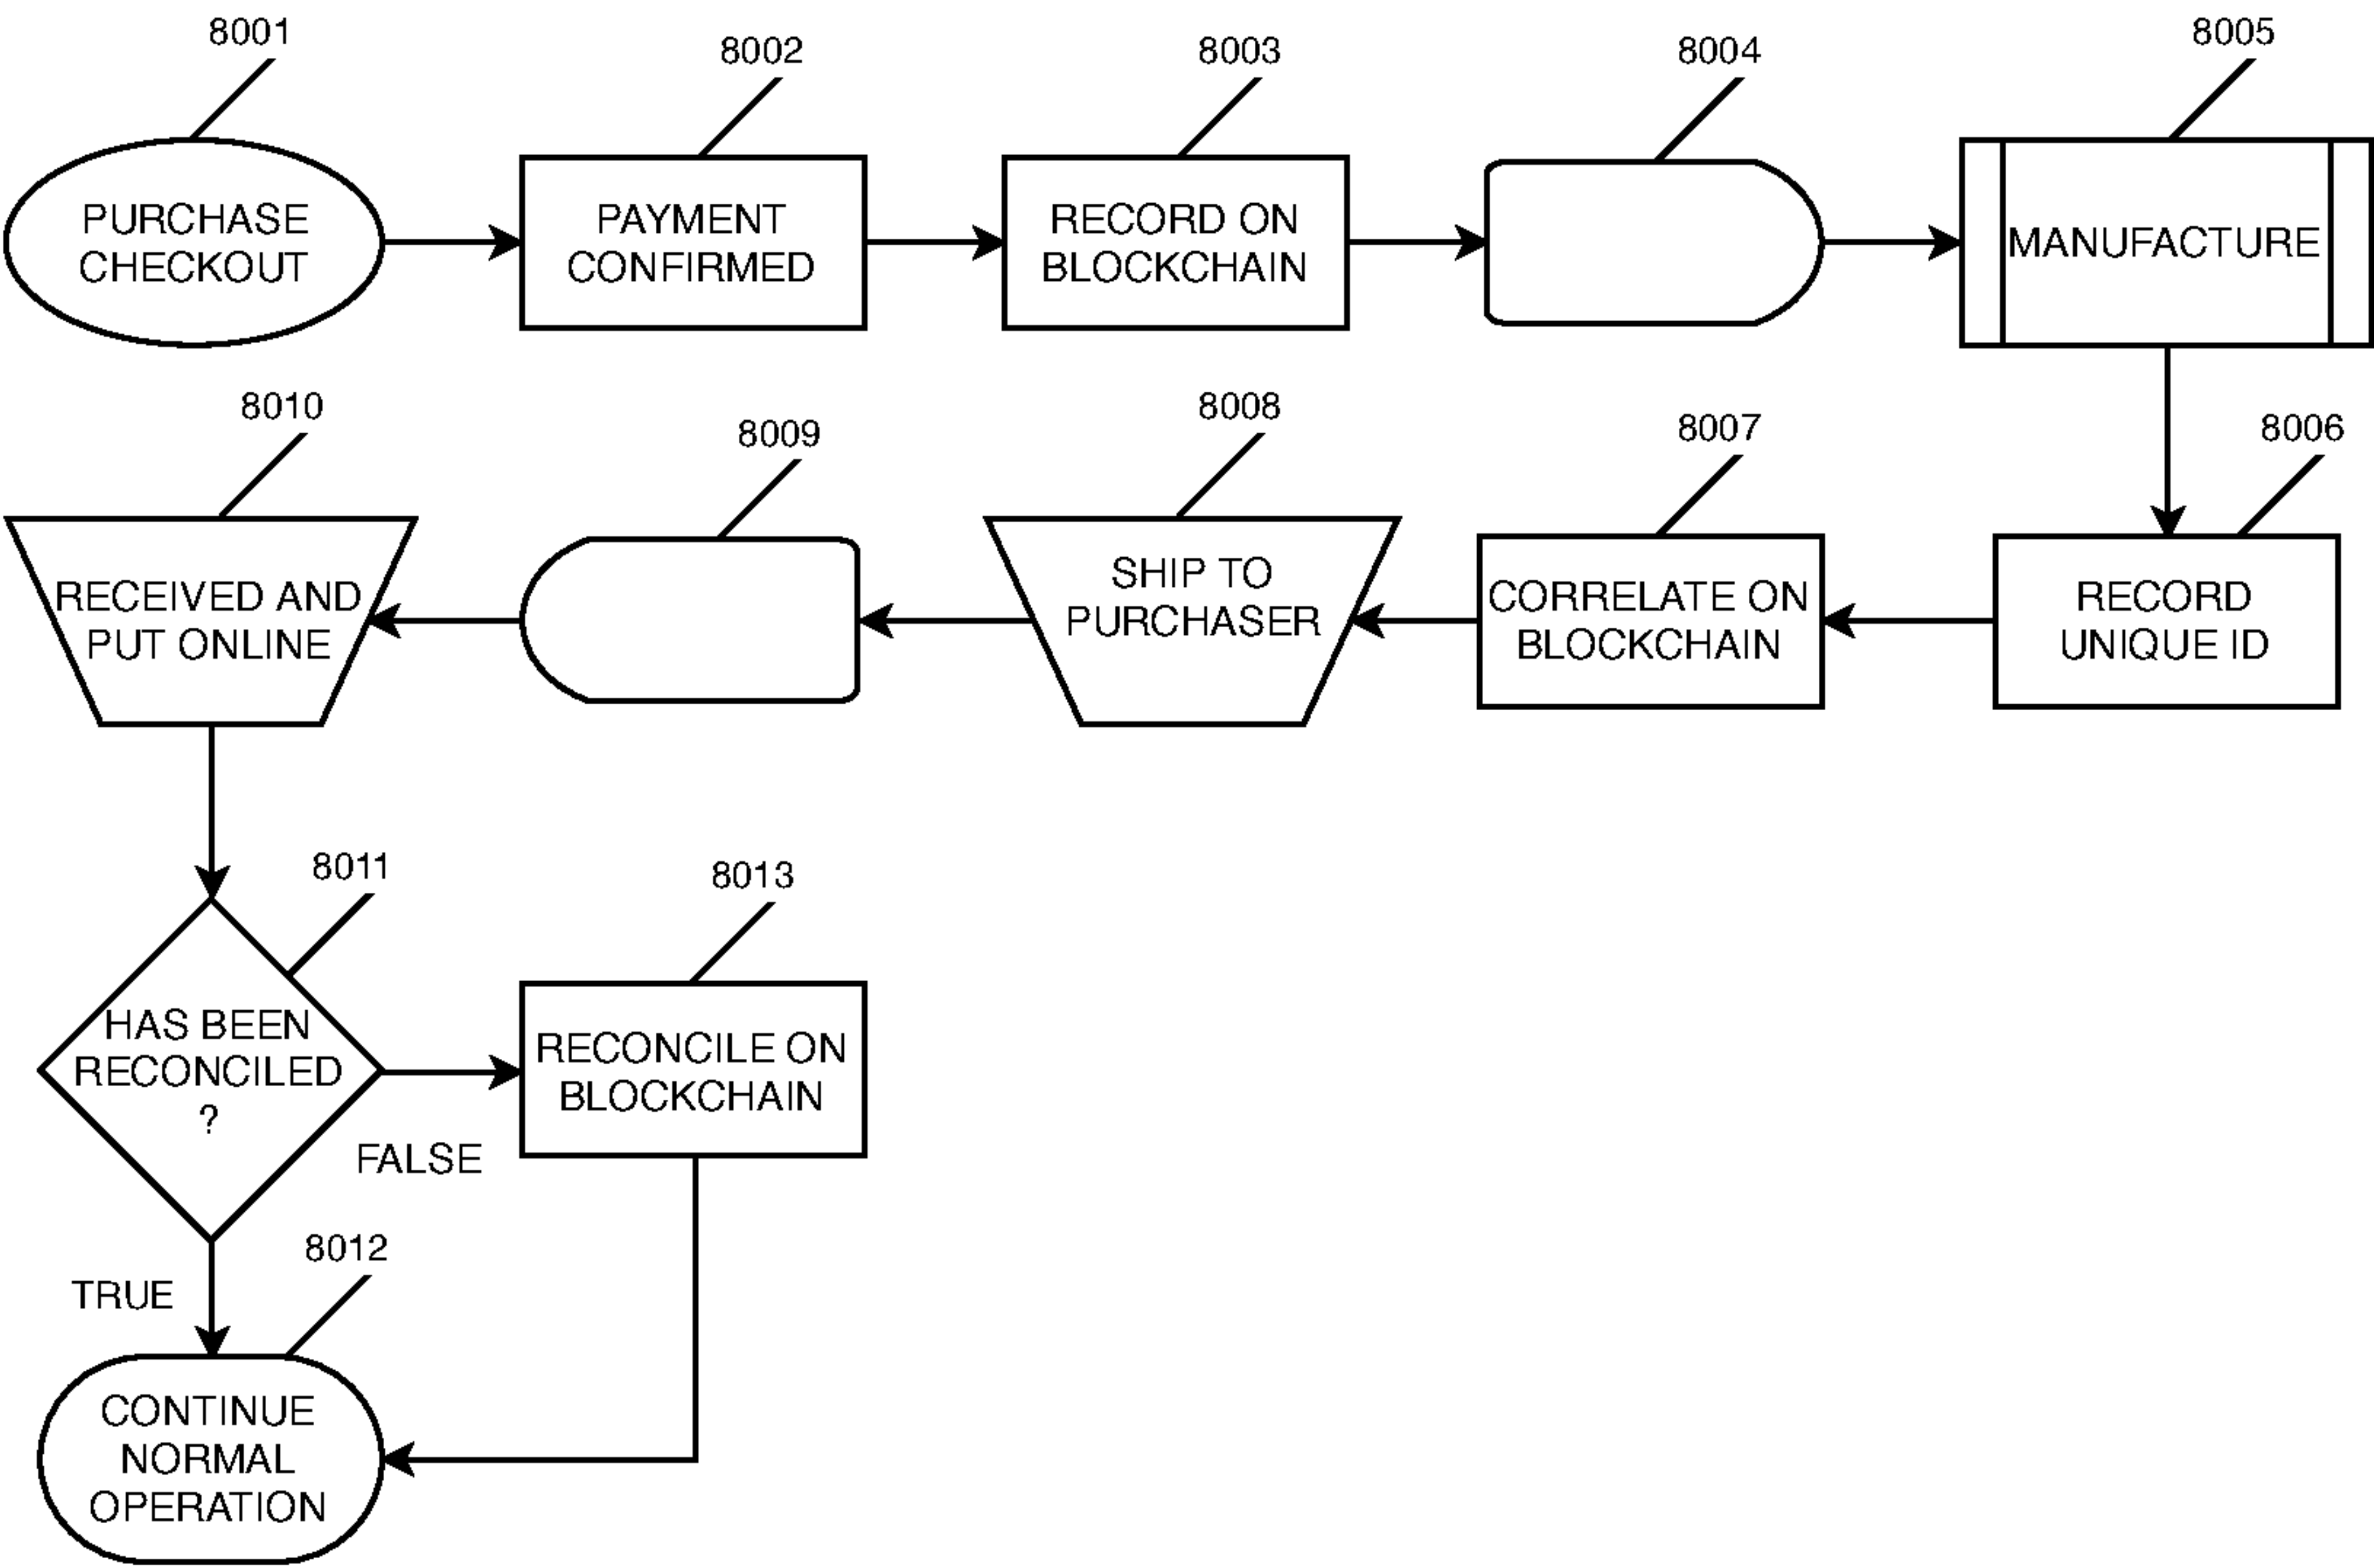 8001
8002
8003
8004
8005
PURCHASE
CHECKOUT
PAYMENT
CONFIRMED
RECORD ON
BLOCKCHAIN
MANUFACTURE
8010
8009
8008
8007
8006
RECEIVED AND
PUT ONLINE
SHIP TO
PURCHASER
CORRELATE ON
BLOCKCHAIN
RECORD
UNIQUE ID
8011
8013
HAS BEEN
RECONCILED
?
RECONCILE ON
BLOCKCHAIN
FALSE
8012
TRUE
CONTINUE
NORMAL
OPERATION